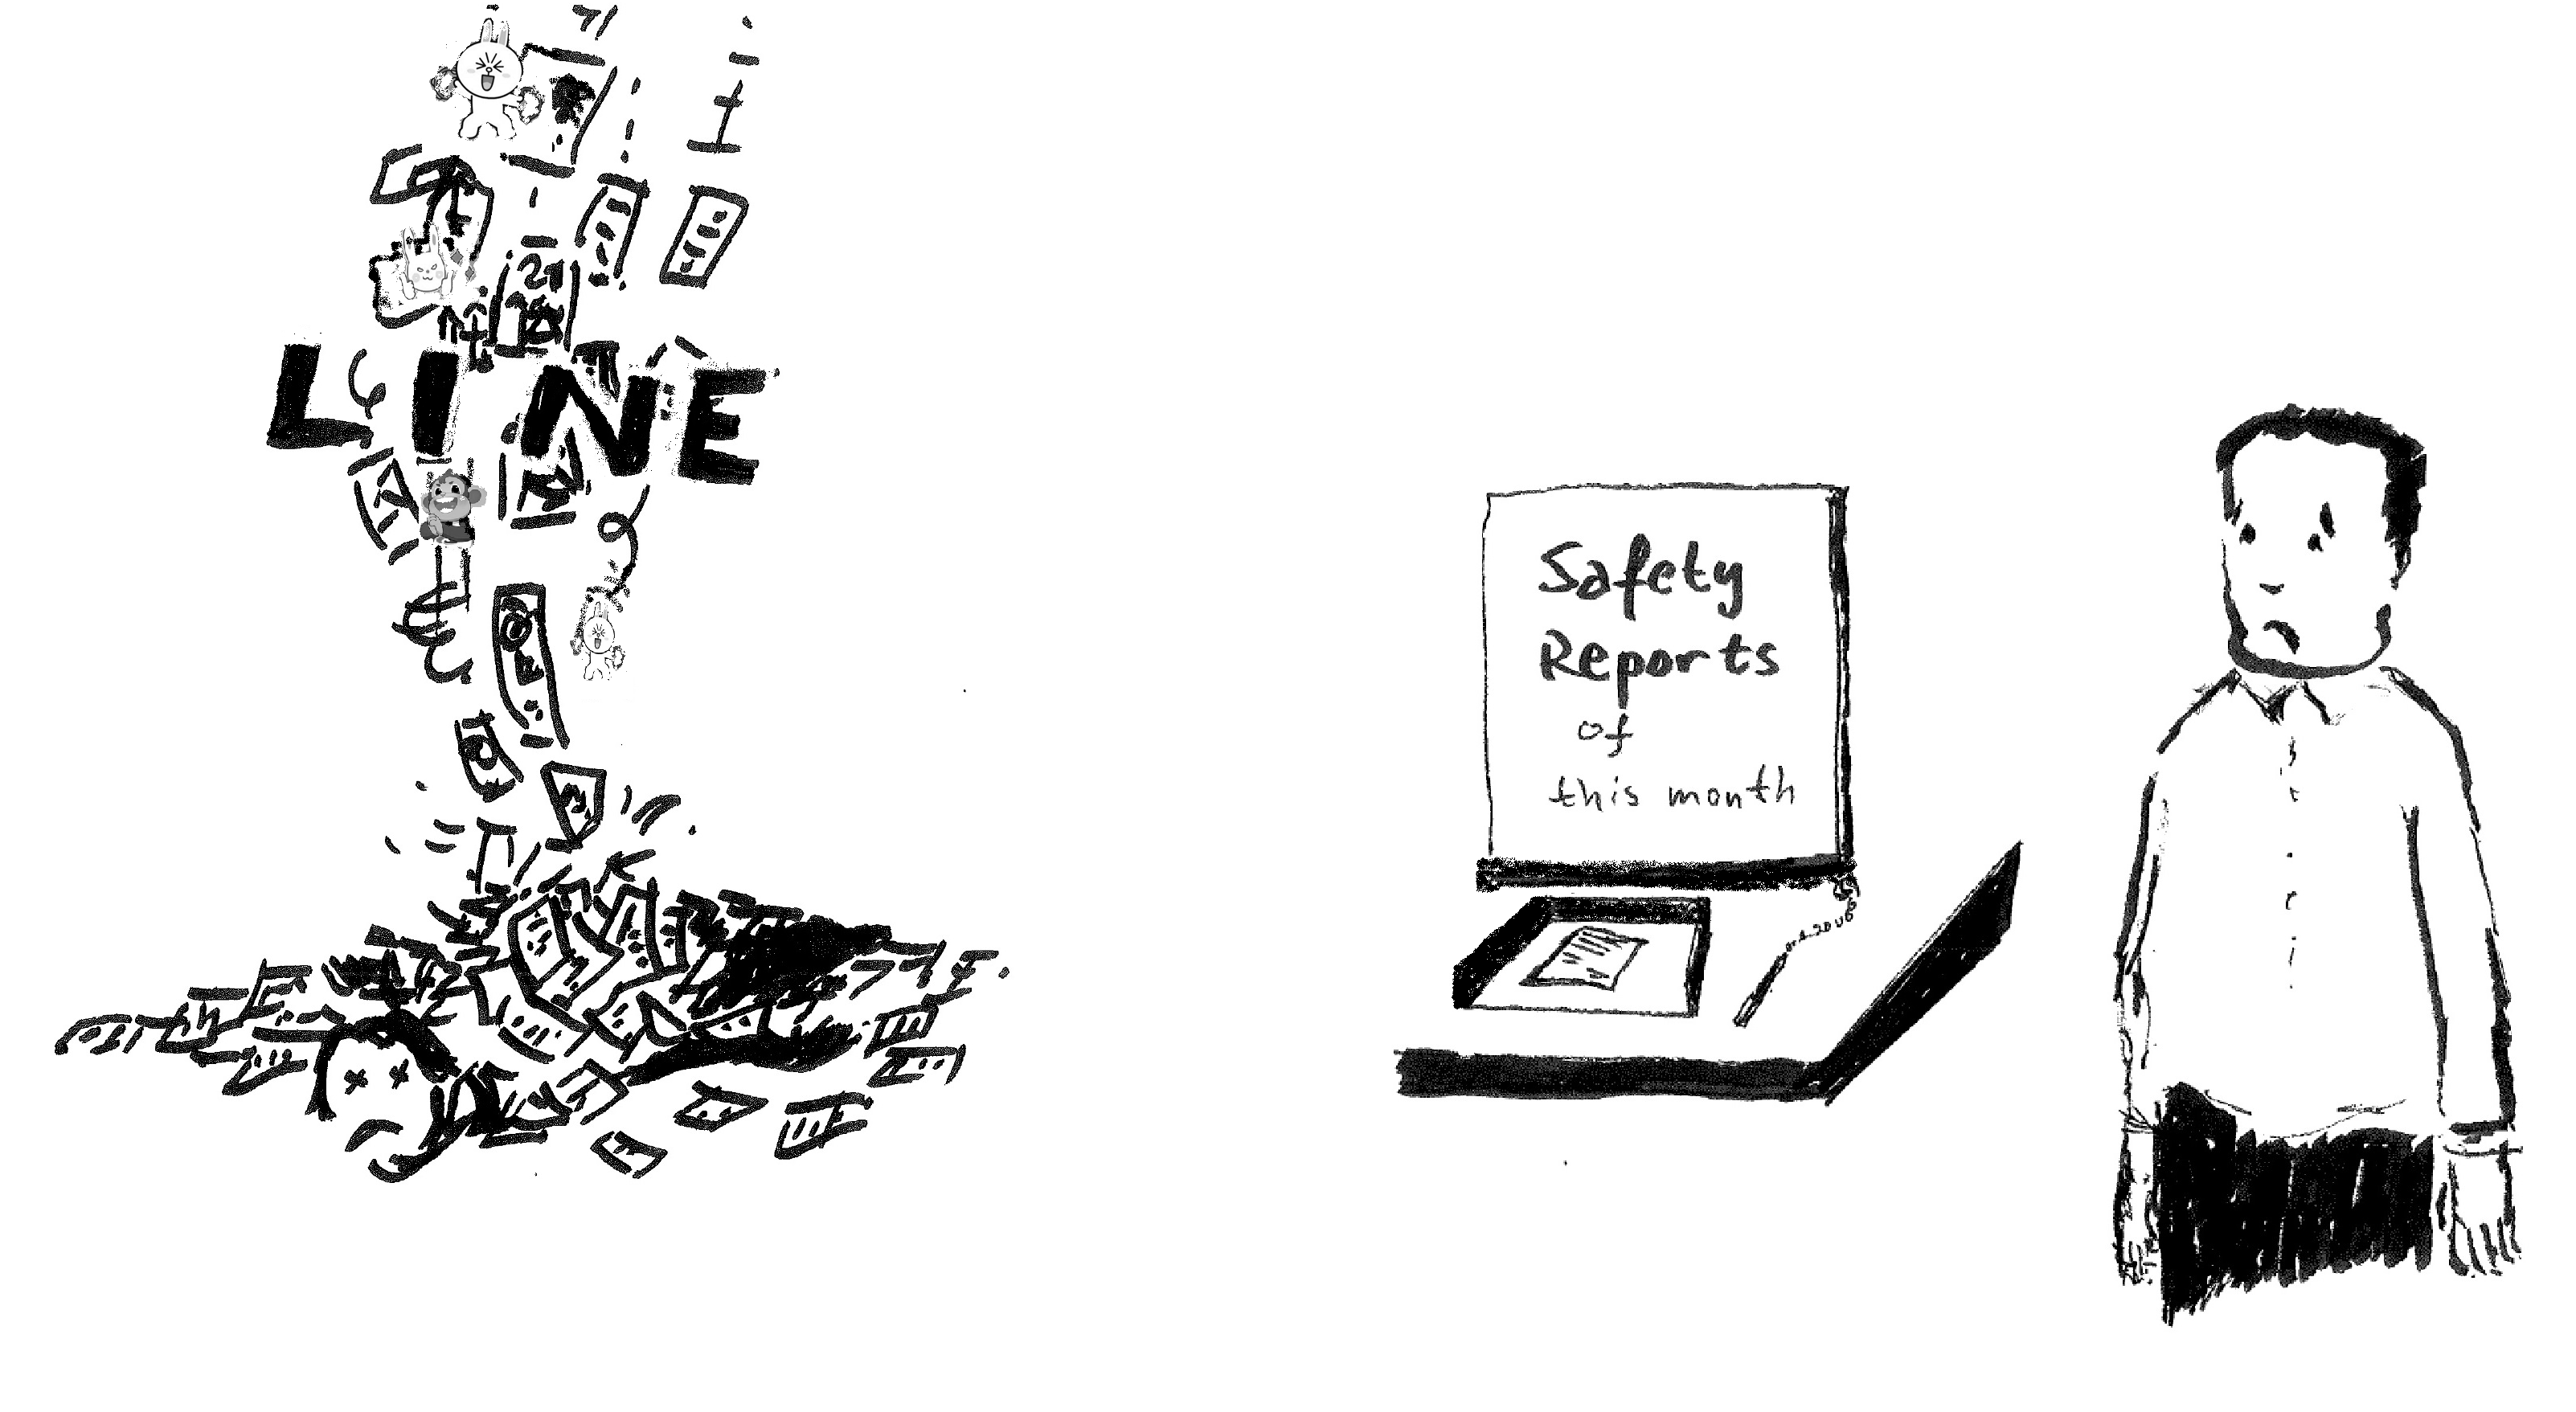 LINE
Safety
Reports
of
this month